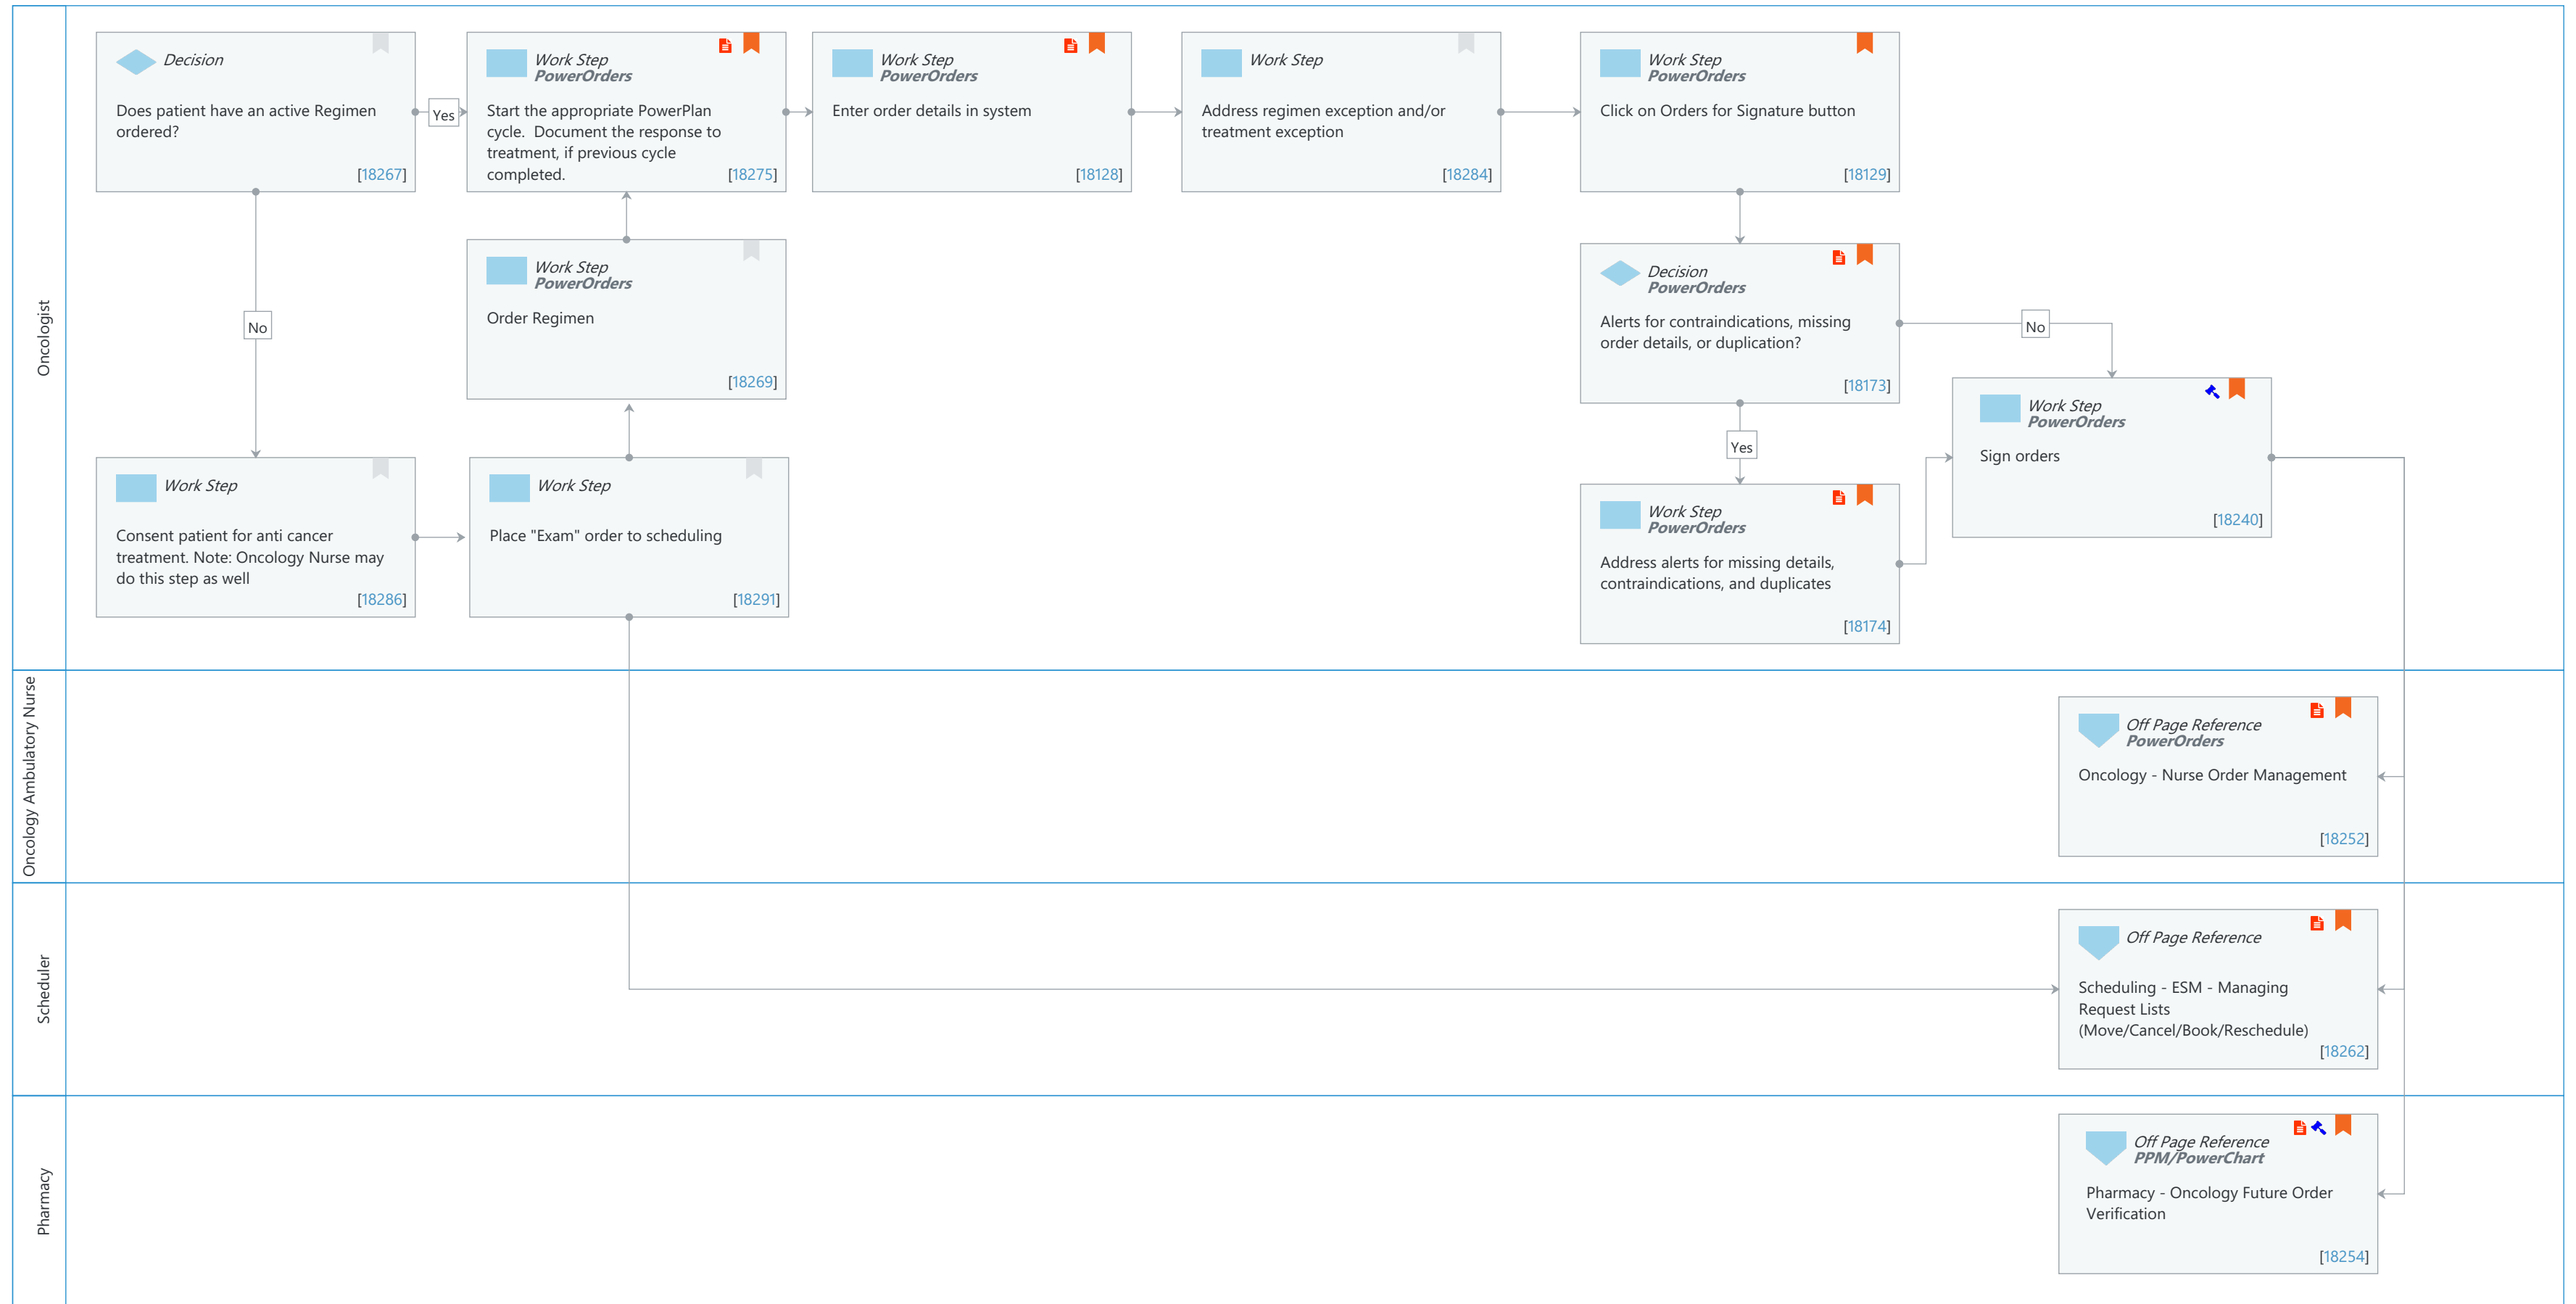 Oncologist
Decision
Does patient have an active Regimen
ordered?
[18267]
Yes
Work Step
PowerOrders
Start the appropriate PowerPlan
cycle.  Document the response to
treatment, if previous cycle
completed.
[18275]
Work Step
PowerOrders
Enter order details in system
[18128]
Work Step
Address regimen exception and/or
treatment exception
[18284]
Work Step
PowerOrders
Click on Orders for Signature button
[18129]
No
Work Step
PowerOrders
Order Regimen
[18269]
Decision
PowerOrders
Alerts for contraindications, missing
order details, or duplication?
[18173]
No
Yes
Work Step
PowerOrders
Sign orders
[18240]
Work Step
Consent patient for anti cancer
treatment. Note: Oncology Nurse may
do this step as well
[18286]
Work Step
Place "Exam" order to scheduling
[18291]
Work Step
PowerOrders
Address alerts for missing details,
contraindications, and duplicates
[18174]
Oncology Ambulatory Nurse
Off Page Reference
PowerOrders
Oncology - Nurse Order Management
[18252]
Scheduler
Off Page Reference
Scheduling - ESM - Managing
Request Lists
(Move/Cancel/Book/Reschedule)
[18262]
Pharmacy
Off Page Reference
PPM/PowerChart
Pharmacy - Oncology Future Order
Verification
[18254]